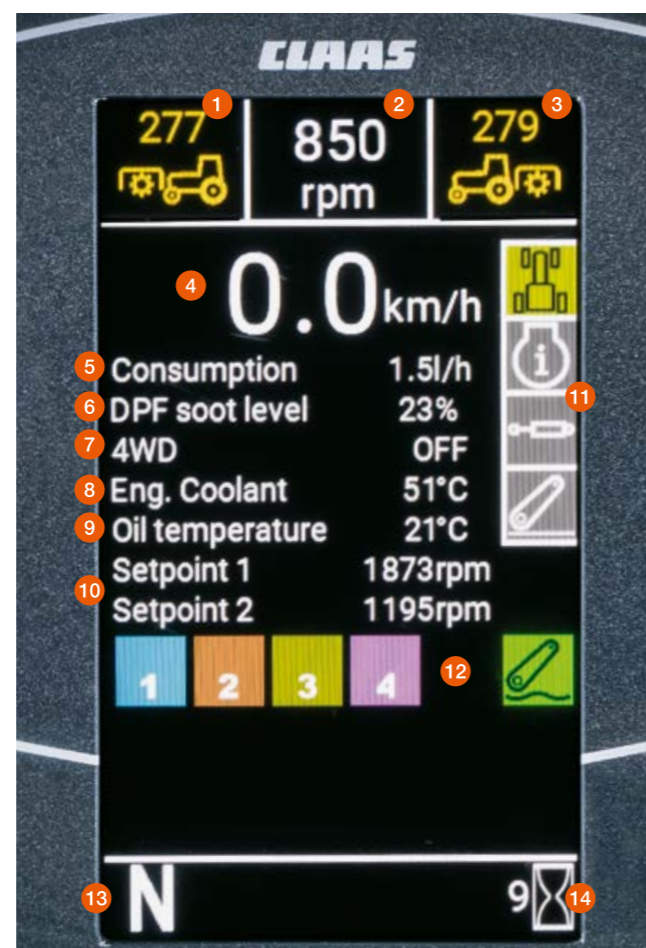 CLAAS
1 2 3
277 850 279
rpm
4 0.0 km/h
5 Consumption 1.5l/h
6 DPF soot level 23%
11
7 4WD OFF
8 Eng. Coolant 51°C
9 Oil temperature 21°C
Setpoint 1 1873rpm
10
Setpoint 2 1195rpm
1 2 3 4 12
13 N 9 14